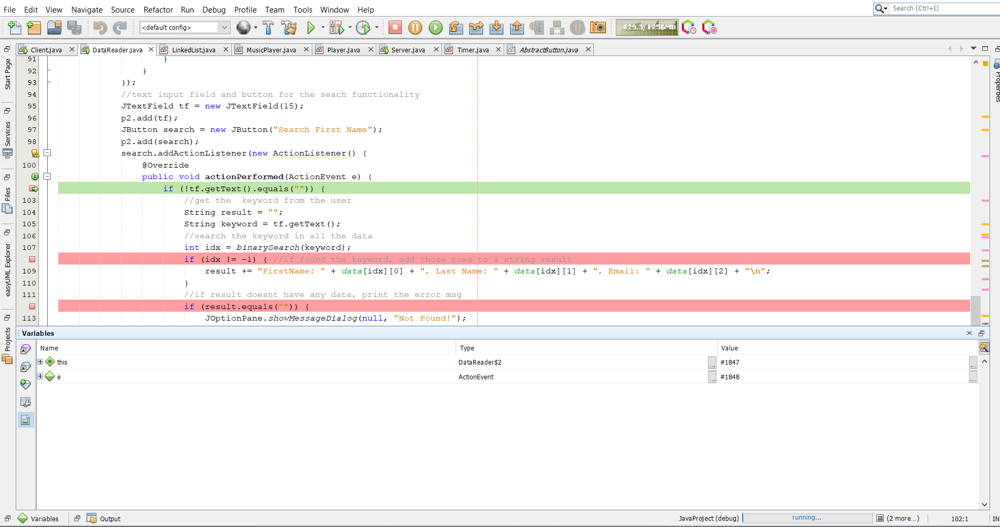 File Edit View Navigate Source Refactor Run Debug Profile Team Tools Window Help
Search (Ctrl+I)
<default config>
429.3/1256MB
Client.java
DataReader.java
LinkedList.java
MusicPlayer.java
Player.java
Server.java
Timer.java
AbstractButton.java
Start Page
Services
Files
easyUML Explorer
Projects
Properties
91 }
92 }
93 });
94 //text input field and button for the seach functionality
95 JTextField tf = new JTextField(15);
96 p2.add(tf);
97 JButton search = new JButton("Search First Name");
98 p2.add(search);
search.addActionListener(new ActionListener() {
100 @Override
public void actionPerformed(ActionEvent e) {
if (!tf.getText().equals("")) {
103 //get the  keyword from the user
104 String result = "";
105 String keyword = tf.getText();
106 //search the keyword in all the data
107 int idx = binarySearch(keyword);
if (idx != -1) { //if found the keyword, add those rows to a string result
109 result += "FirstName: " + data[idx][0] + ", Last Name: " + data[idx][1] + ", Email: " + data[idx][2] + "\n";
110 }
111 //if result doesnt have any data, print the error msg
if (result.equals("")) {
113 JOptionPane.showMessageDialog(null, "Not Found!");
Variables
Name Type Value
this DataReader$2 ... #1847 ...
e ActionEvent ... #1848 ...
Variables Output JavaProject (debug) running... (2 more...) 102:1 IN